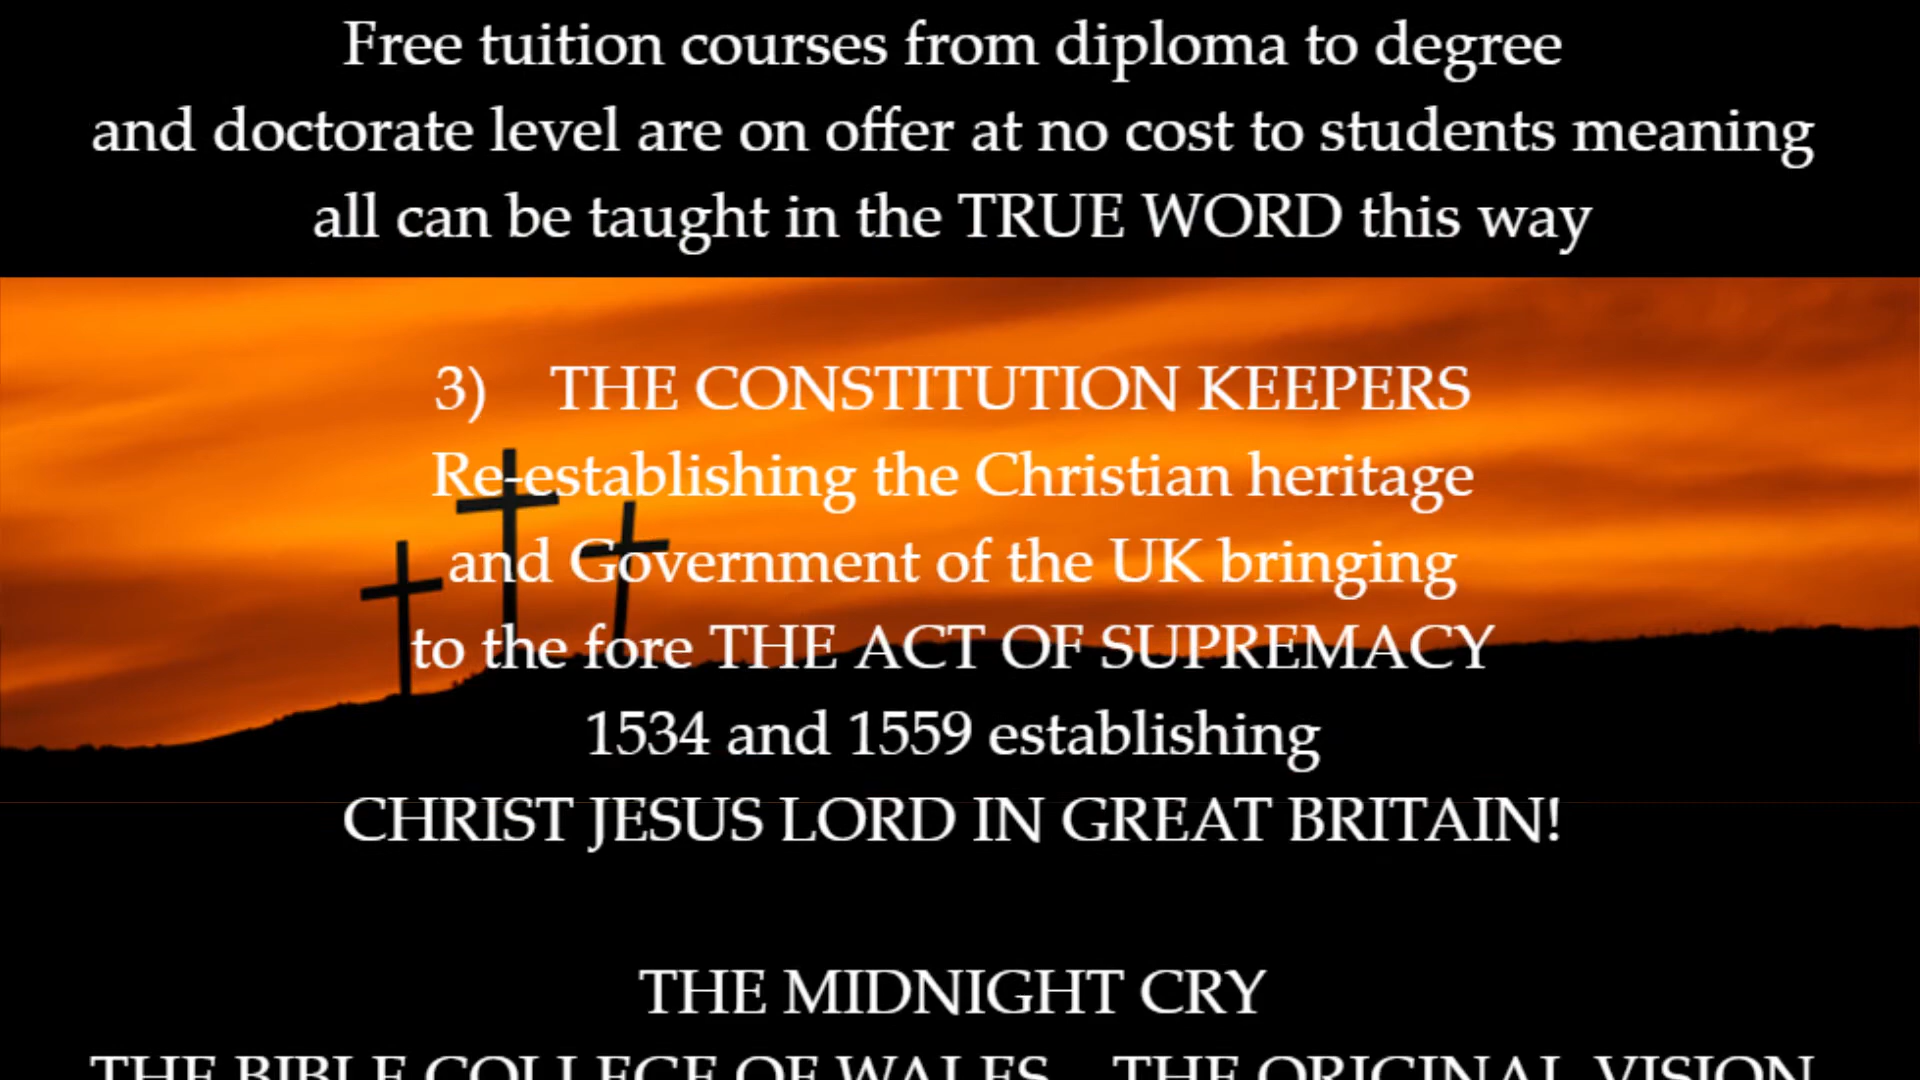 Free tuition courses from diploma to degree
and doctorate level are on offer at no cost to students meaning
all can be taught in the TRUE WORD this way
3) THE CONSTITUTION KEEPERS
Re-establishing the Christian heritage
and Government of the UK bringing
to the fore THE ACT OF SUPREMACY
1534 and 1559 establishing
CHRIST JESUS LORD IN GREAT BRITAIN!
THE MIDNIGHT CRY
THE BIBLE COLLEGE OF WALES THE ORIGINAL VISION